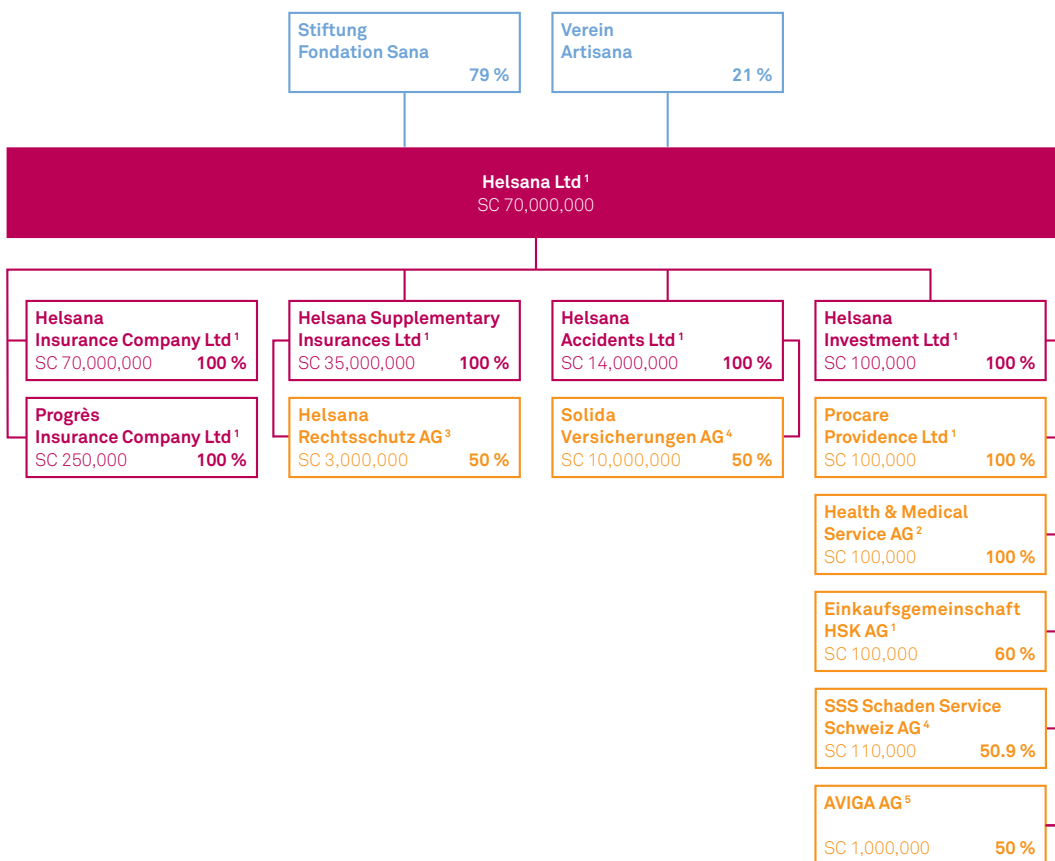 Stiftung
Fondation Sana
79 %
Verein
Artisana
21 %
Helsana Ltd ¹
SC 70,000,000
Helsana
Insurance Company Ltd ¹
SC 70,000,000 100 %
Helsana Supplementary
Insurances Ltd ¹
SC 35,000,000 100 %
Helsana
Accidents Ltd ¹
SC 14,000,000 100 %
Helsana
Investment Ltd ¹
SC 100,000 100 %
Progrès
Insurance Company Ltd ¹
SC 250,000 100 %
Helsana
Rechtsschutz AG ³
SC 3,000,000 50 %
Solida
Versicherungen AG ⁴
SC 10,000,000 50 %
Procare
Providence Ltd ¹
SC 100,000 100 %
Health & Medical
Service AG ²
SC 100,000 100 %
Einkaufsgemeinschaft
HSK AG ¹
SC 100,000 60 %
SSS Schaden Service
Schweiz AG ⁴
SC 110,000 50.9 %
AVIGA AG ⁵
SC 1,000,000 50 %